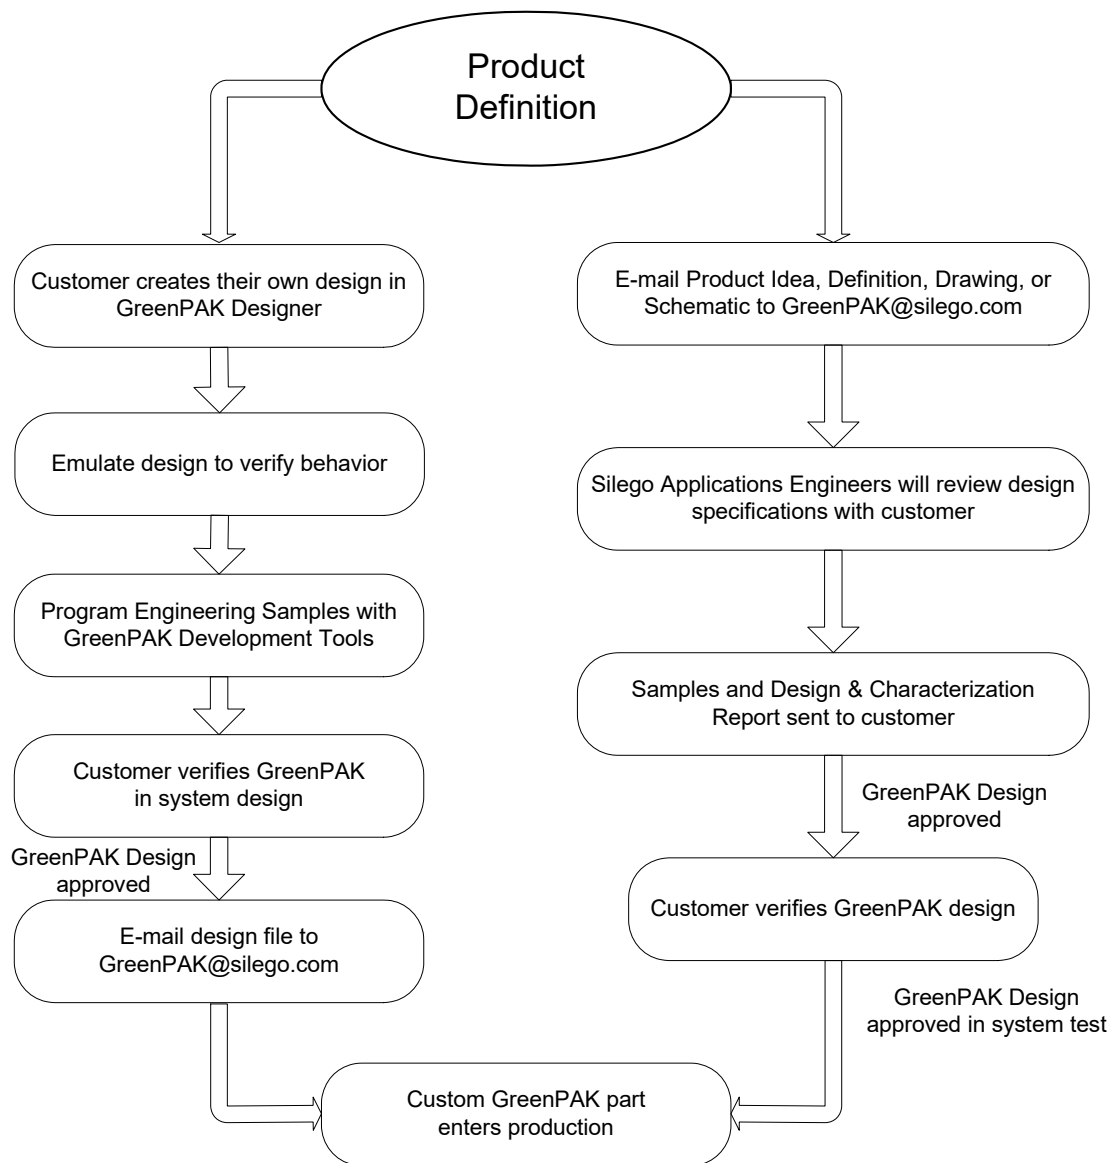 Product
Definition
Customer creates their own design in
GreenPAK Designer
Emulate design to verify behavior
Program Engineering Samples with
GreenPAK Development Tools
Customer verifies GreenPAK
in system design
GreenPAK Design
approved
E-mail design file to
GreenPAK@silego.com
E-mail Product Idea, Definition, Drawing, or
Schematic to GreenPAK@silego.com
Silego Applications Engineers will review design
specifications with customer
Samples and Design & Characterization
Report sent to customer
GreenPAK Design
approved
Customer verifies GreenPAK design
GreenPAK Design
approved in system test
Custom GreenPAK part
enters production